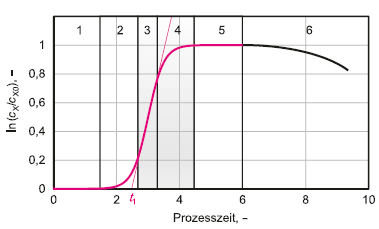 1 2 3 4 5 6
ln (cX/cX0), –
1
0,8
0,6
0,4
0,2
0
0 2 t1 4 6 8 10
Prozesszeit, –